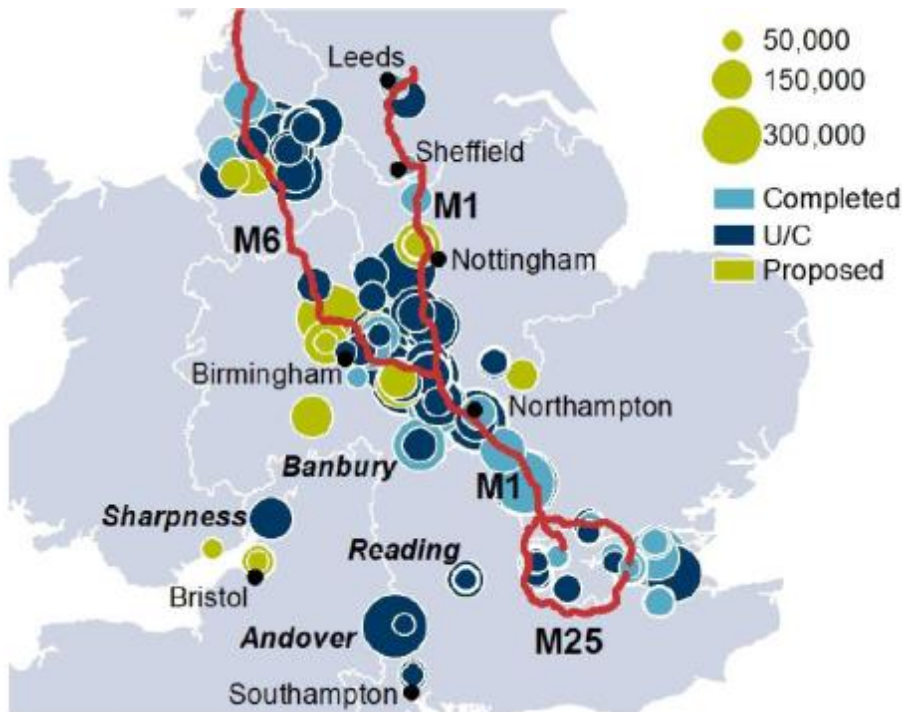 50,000
Leeds
150,000
300,000
Sheffield
Completed
M1
U/C
M6
Nottingham
Proposed
Birmingham
Northampton
Banbury
M1
Sharpness
Reading
Bristol
Andover
M25
Southampton